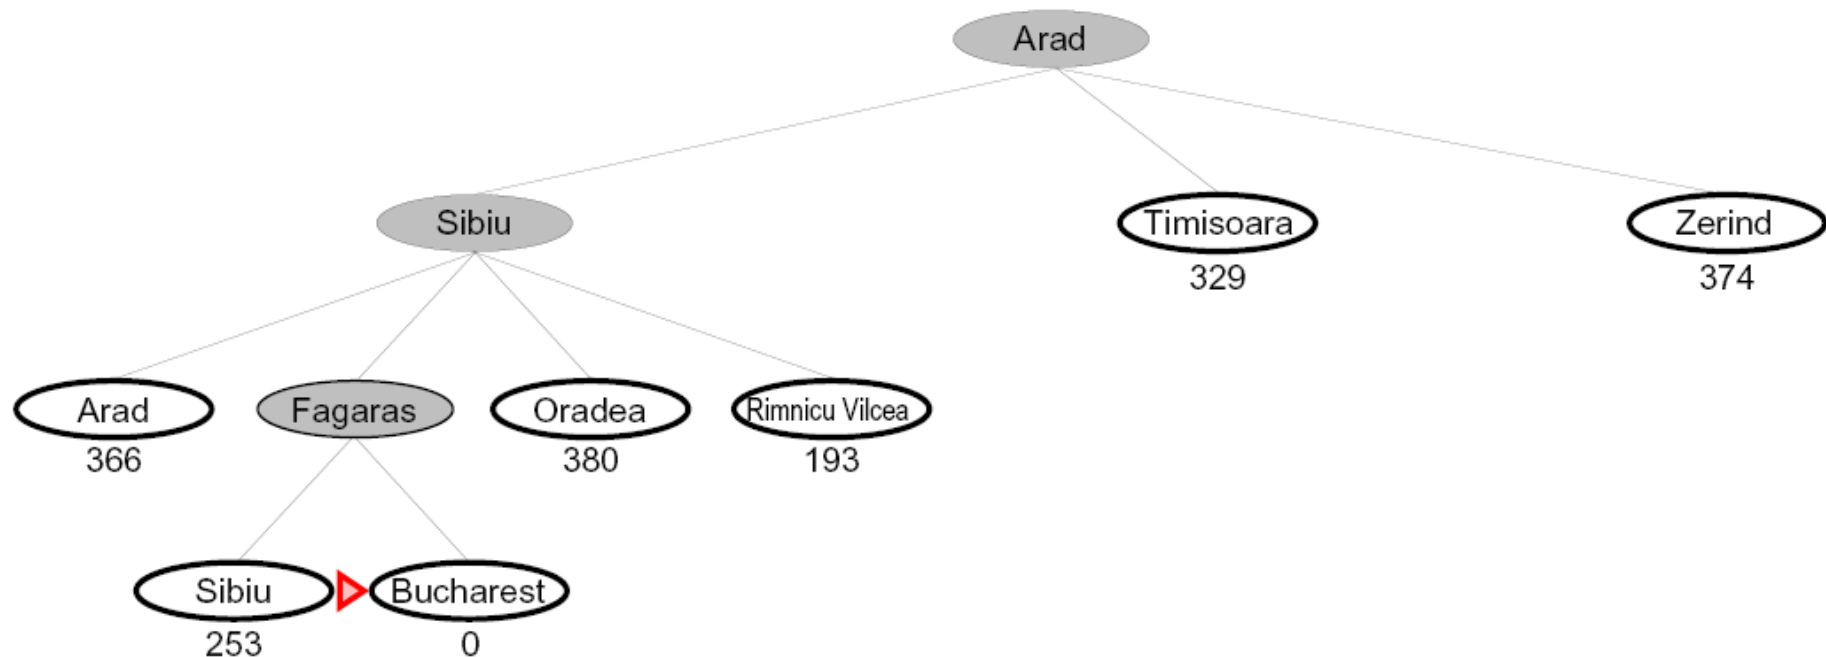 Arad
Sibiu Timisoara Zerind
329 374
Arad Fagaras Oradea Rimnicu Vilcea
366 380 193
Sibiu Bucharest
253 0